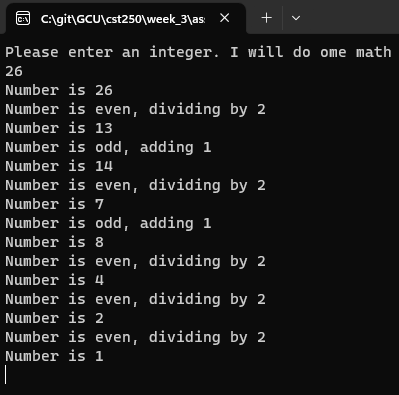 C:\git\GCU\cst250\week_3\as
Please enter an integer. I will do ome math
26
Number is 26
Number is even, dividing by 2
Number is 13
Number is odd, adding 1
Number is 14
Number is even, dividing by 2
Number is 7
Number is odd, adding 1
Number is 8
Number is even, dividing by 2
Number is 4
Number is even, dividing by 2
Number is 2
Number is even, dividing by 2
Number is 1